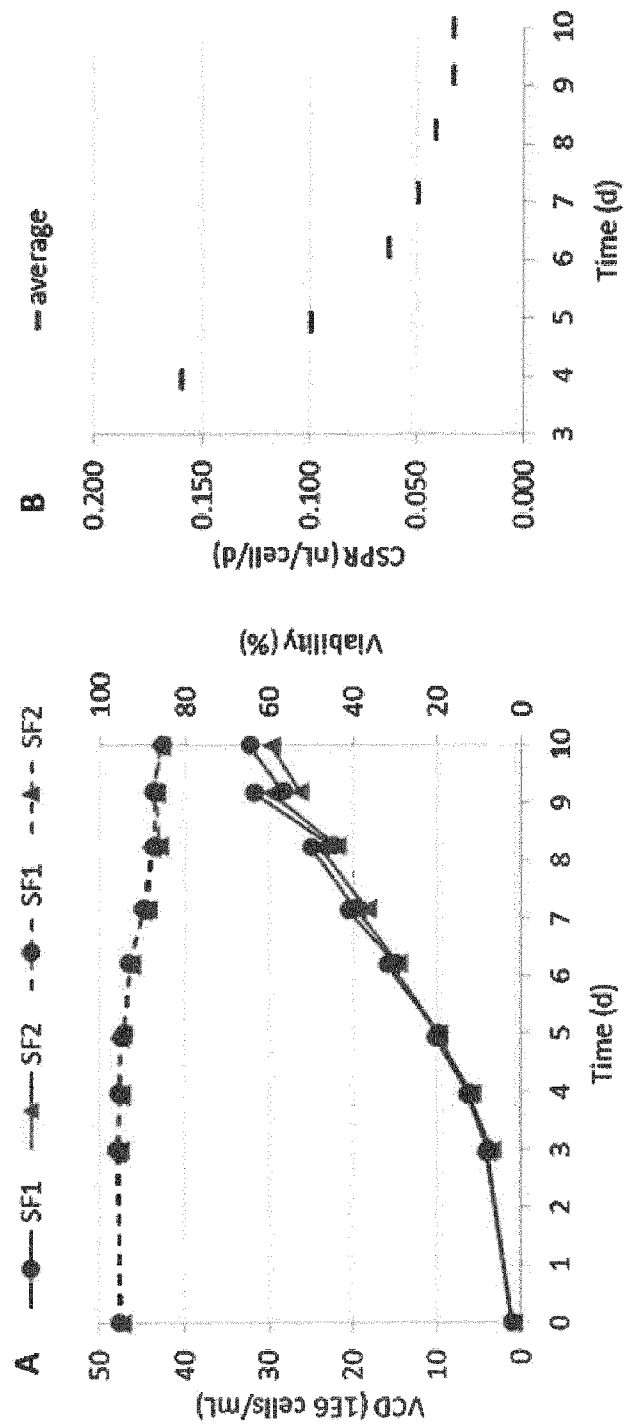 A
SF1 SF2 SF1 SF2
VCD (1E6 cells/mL)
50
40
30
20
10
0
0 1 2 3 4 5 6 7 8 9 10
Time (d)
100
80
60
40
20
0
Viability (%)
B
average
CSPR (nL/cell/d)
0.200
0.150
0.100
0.050
0.000
3 4 5 6 7 8 9 10
Time (d)